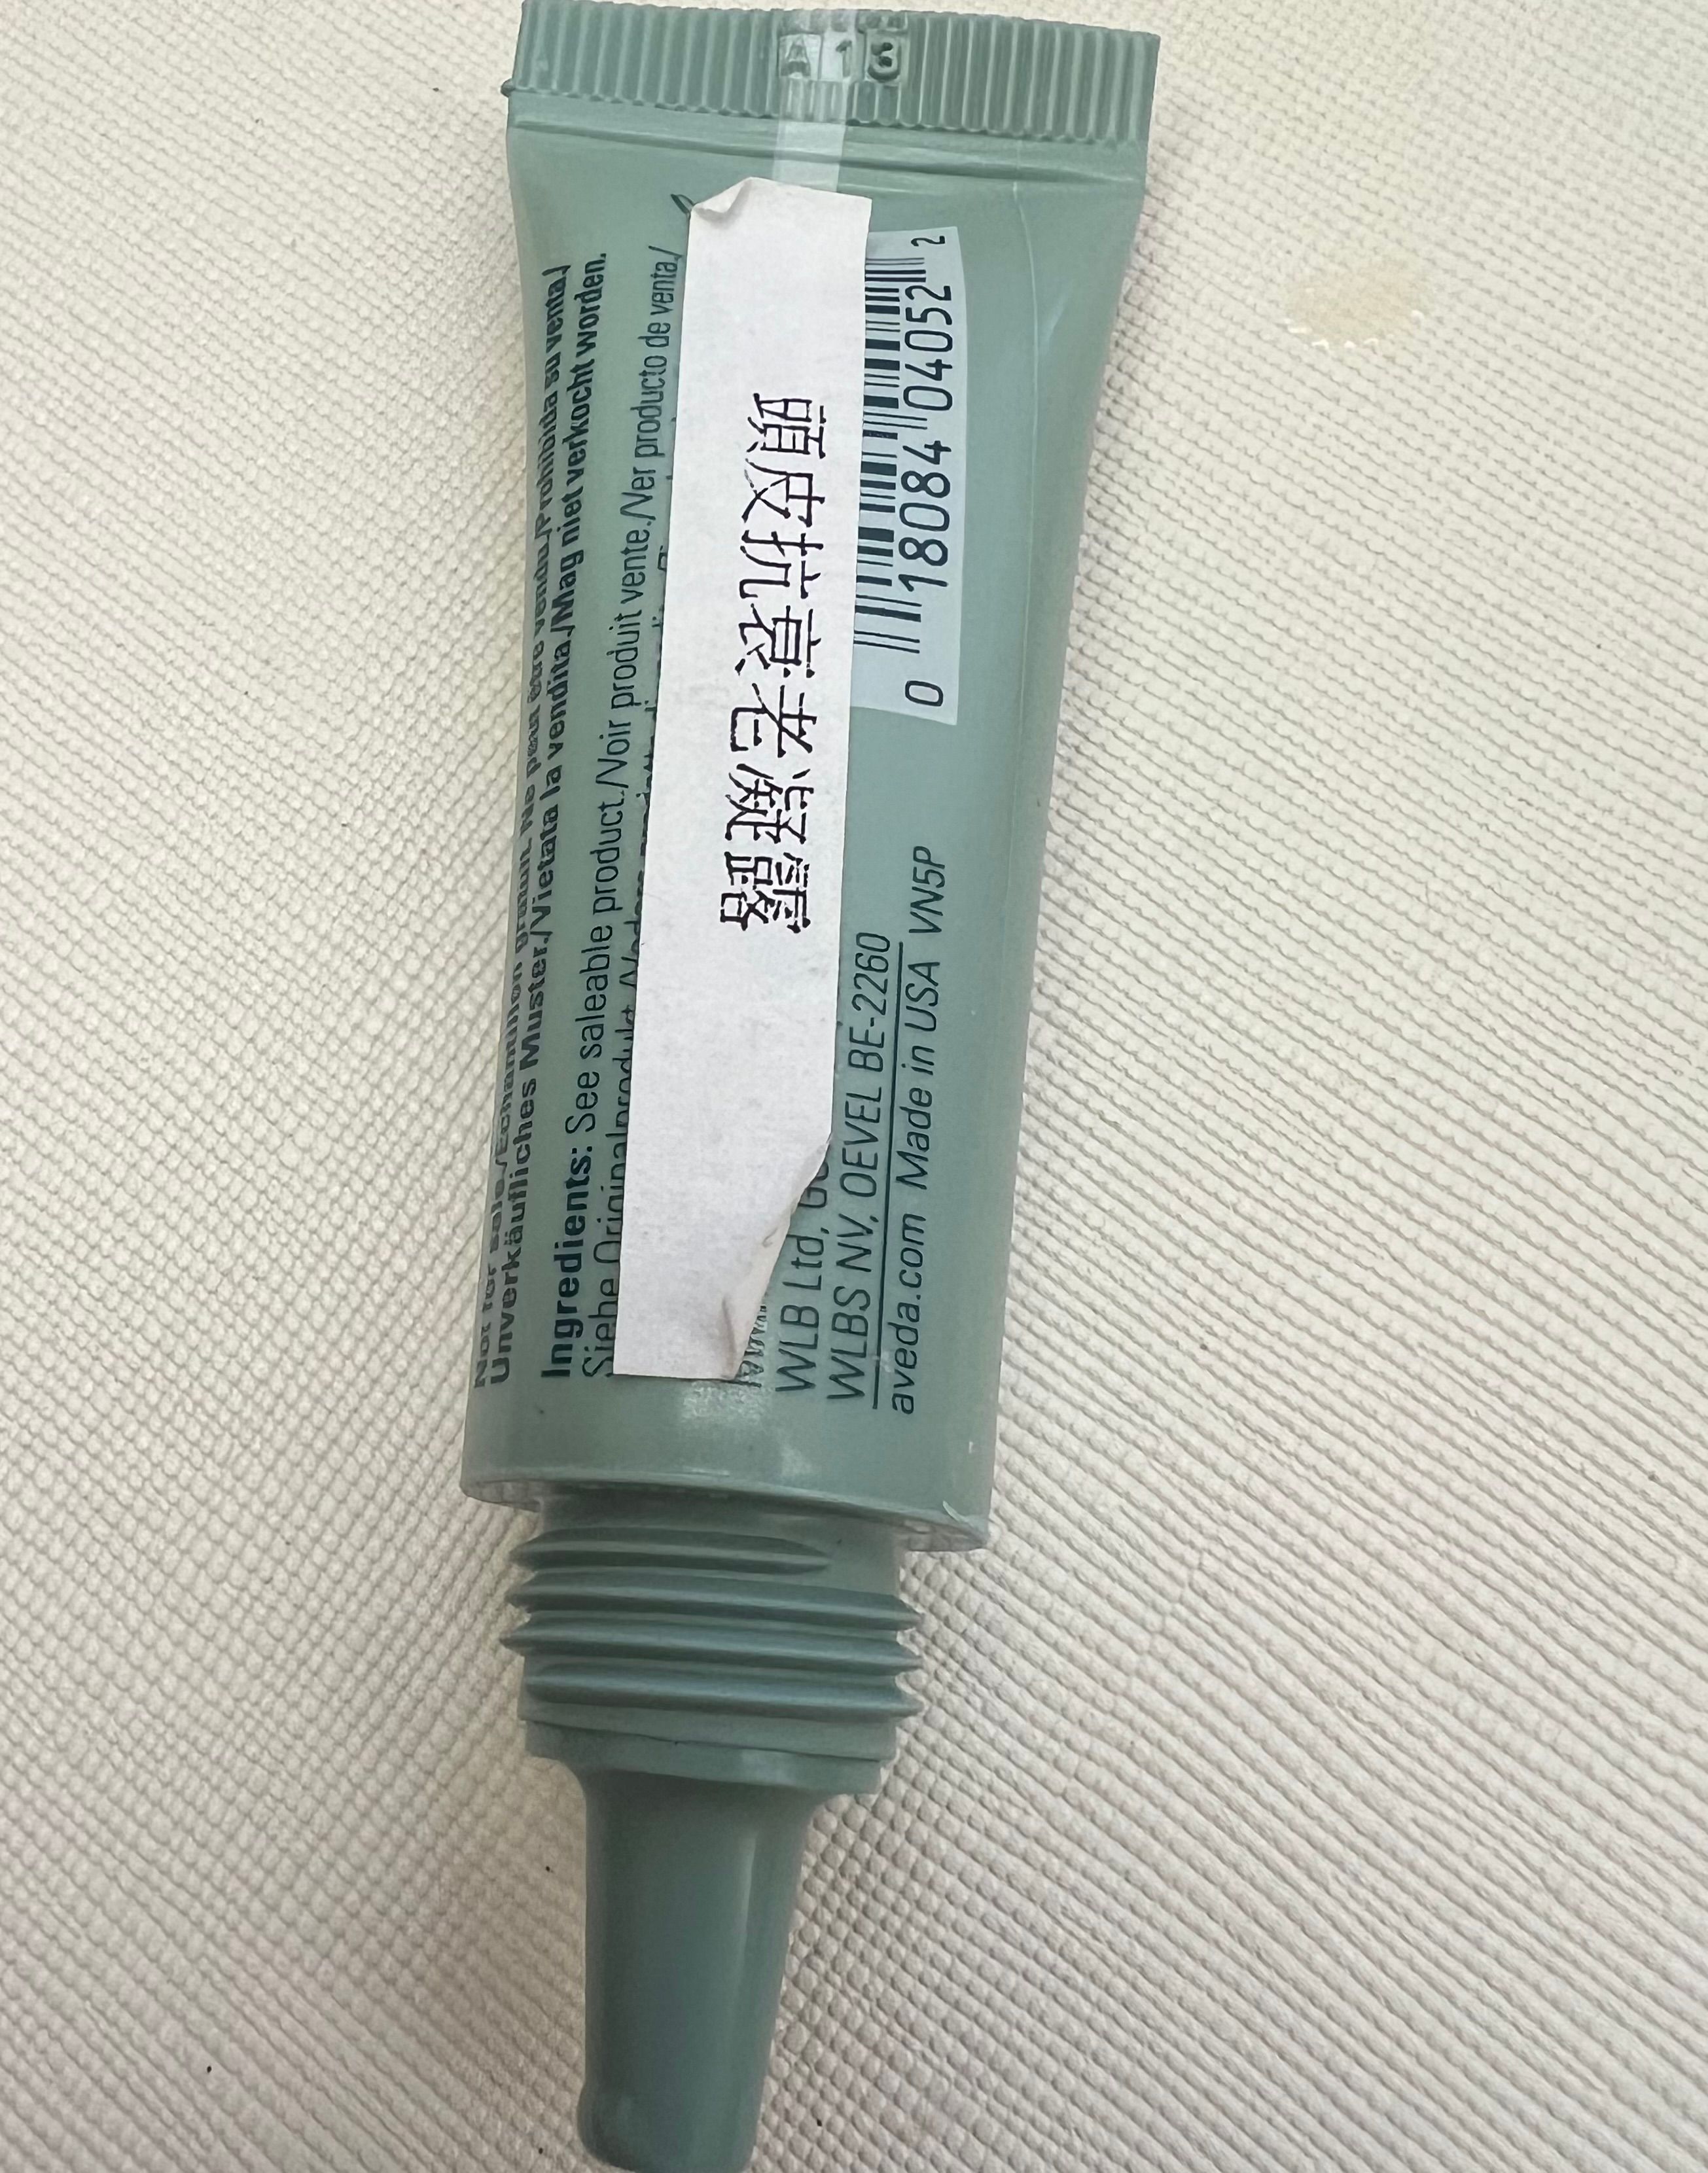 A13
Not for sale./Échantillon gratuit. Ne peut être vendu./Prohibida su venta./
Unverkäufliches Muster./Vietata la vendita./Mag niet verkocht worden.
Ingredients: See saleable product./Voir produit vente./Ver producto de venta./
Siehe Originalprodukt.
頭皮抗衰老凝露
WLB Ltd,
WLBS NV, OEVEL BE-2260
aveda.com Made in USA VN5P
0 18084 04052 2